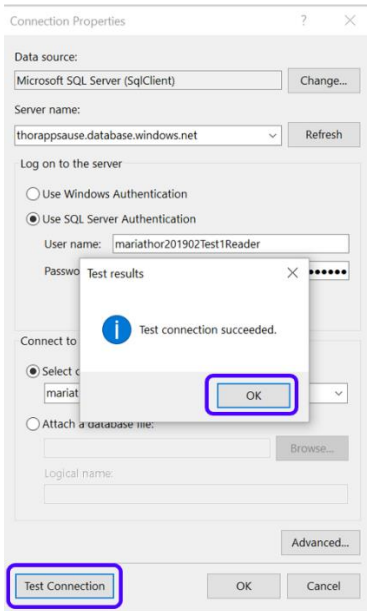 Connection Properties ? ×
Data source:
Microsoft SQL Server (SqlClient) Change...
Server name:
thorappsause.database.windows.net Refresh
Log on to the server
Use Windows Authentication
Use SQL Server Authentication
User name: mariathor201902Test1Reader
Passwo
Test results ×
Test connection succeeded.
OK
Connect to
Select
mariat
Attach a database file:
Browse...
Logical name:
Advanced...
Test Connection OK Cancel